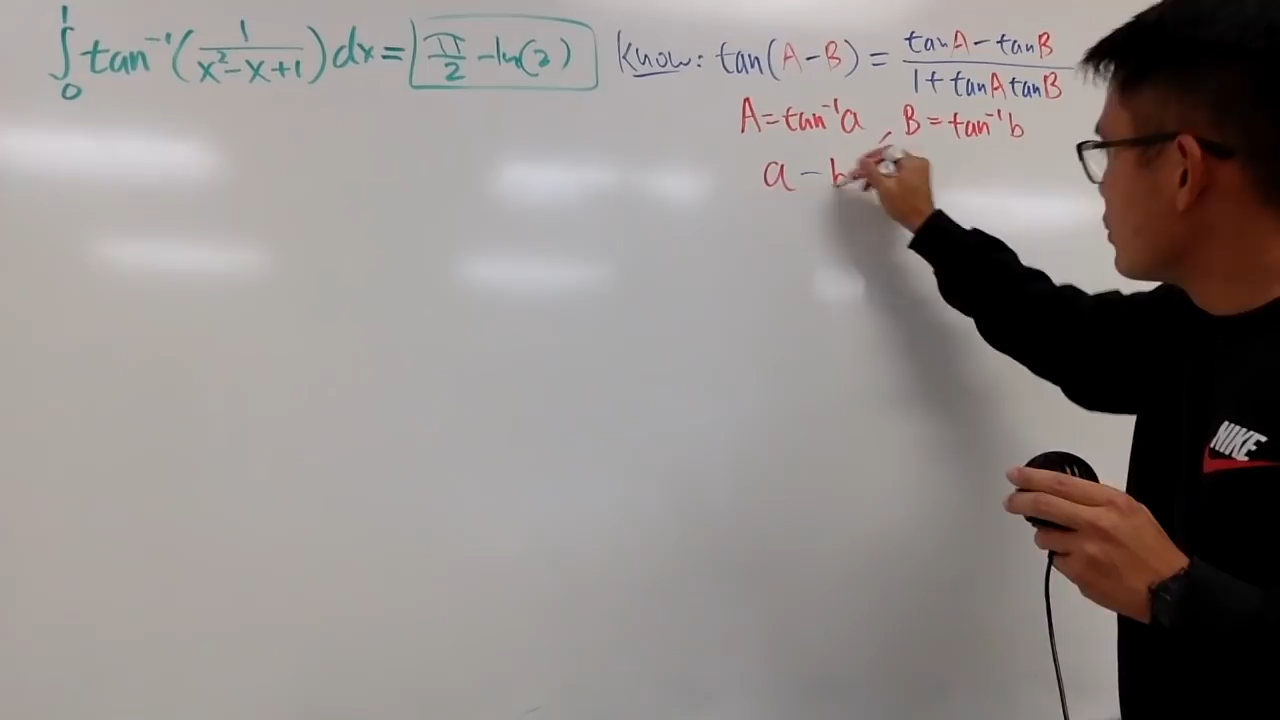 ∫₀¹ tan⁻¹(1/(x²-x+1)) dx = π/2 - ln(2)
Know: tan(A-B) = (tanA - tanB)/(1 + tanA tanB)
A = tan⁻¹a, B = tan⁻¹b
a - b
NIKE